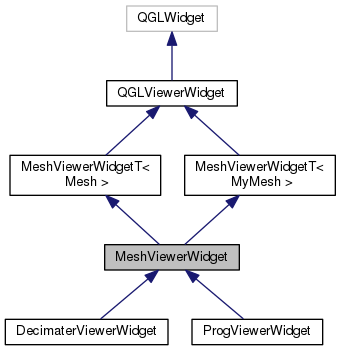 QGLWidget
QGLViewerWidget
MeshViewerWidgetT<
Mesh >
MeshViewerWidgetT<
MyMesh >
MeshViewerWidget
DecimaterViewerWidget
ProgViewerWidget